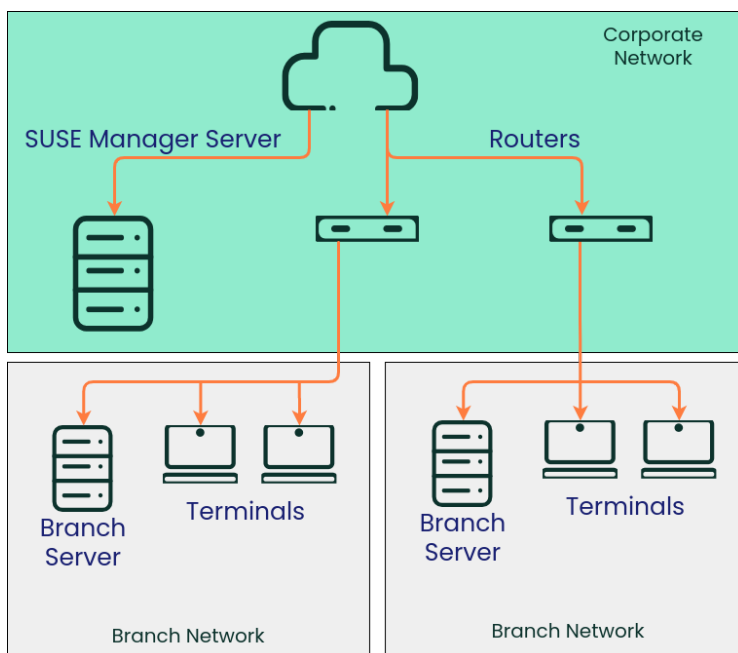 Corporate
Network
SUSE Manager Server
Routers
Branch
Server
Terminals
Branch Network
Branch
Server
Terminals
Branch Network